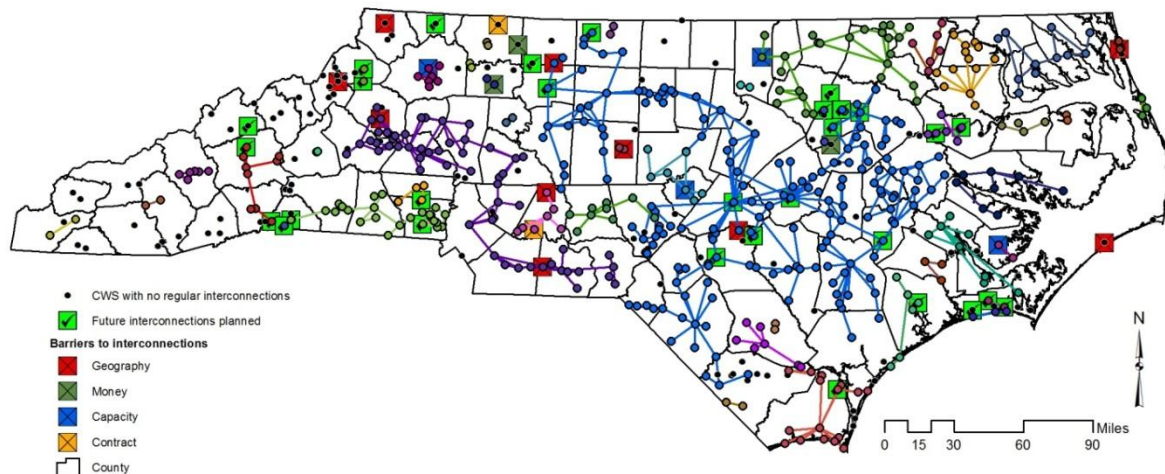 CWS with no regular interconnections
Future interconnections planned
Barriers to interconnections
Geography
Money
Capacity
Contract
County
N
Miles
0 15 30 60 90